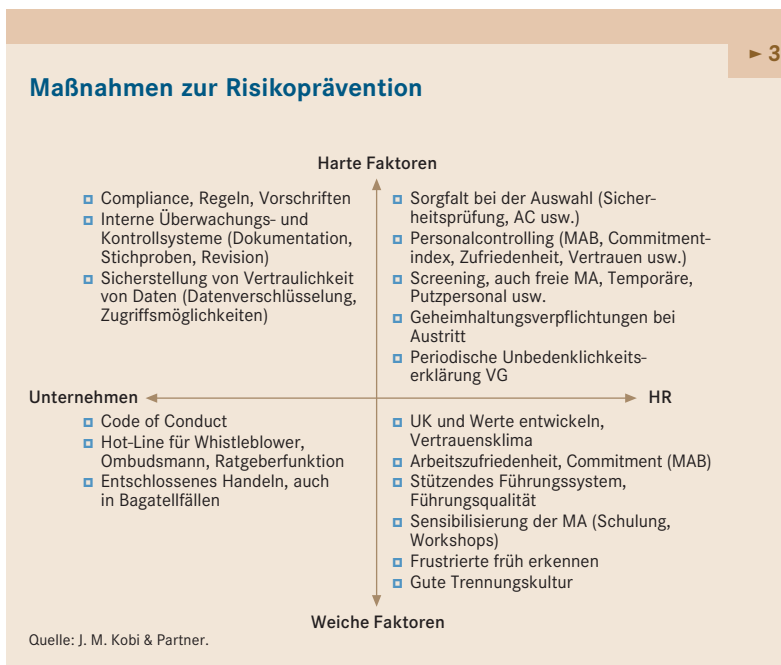 ► 3
Maßnahmen zur Risikoprävention
Harte Faktoren
Compliance, Regeln, Vorschriften
Interne Überwachungs- und
Kontrollsysteme (Dokumentation,
Stichproben, Revision)
Sicherstellung von Vertraulichkeit
von Daten (Datenverschlüsselung,
Zugriffsmöglichkeiten)
Sorgfalt bei der Auswahl (Sicher-
heitsprüfung, AC usw.)
Personalcontrolling (MAB, Commitment-
index, Zufriedenheit, Vertrauen usw.)
Screening, auch freie MA, Temporäre,
Putzpersonal usw.
Geheimhaltungsverpflichtungen bei
Austritt
Periodische Unbedenklichkeits-
erklärung VG
Unternehmen
HR
Code of Conduct
Hot-Line für Whistleblower,
Ombudsmann, Ratgeberfunktion
Entschlossenes Handeln, auch
in Bagatellfällen
UK und Werte entwickeln,
Vertrauensklima
Arbeitszufriedenheit, Commitment (MAB)
Stützendes Führungssystem,
Führungsqualität
Sensibilisierung der MA (Schulung,
Workshops)
Frustrierte früh erkennen
Gute Trennungskultur
Weiche Faktoren
Quelle: J. M. Kobi & Partner.